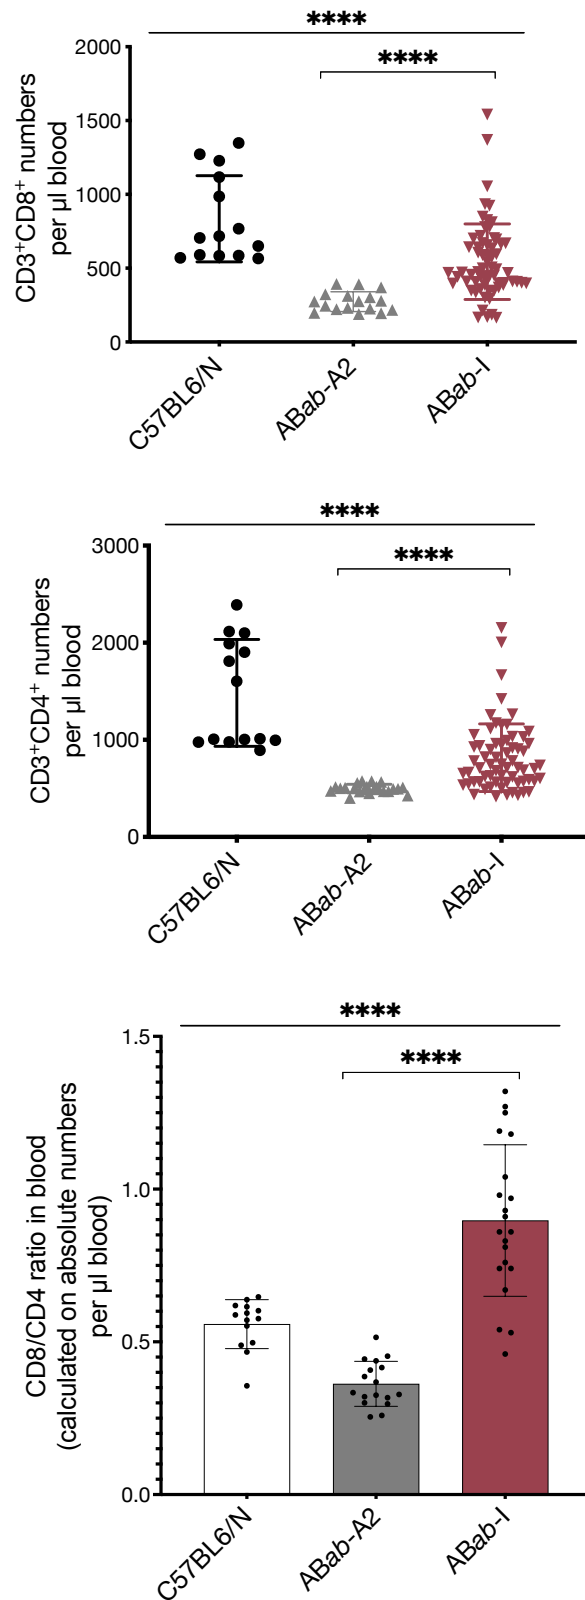 ****
****
CD3⁺CD8⁺ numbers
per µl blood
2000
1500
1000
500
0
C57BL6/N
ABab-A2
ABab-I
****
****
CD3⁺CD4⁺ numbers
per µl blood
3000
2000
1000
0
C57BL6/N
ABab-A2
ABab-I
****
****
CD8/CD4 ratio in blood
(calculated on absolute numbers
per µl blood)
1.5
1.0
0.5
0.0
C57BL6/N
ABab-A2
ABab-I